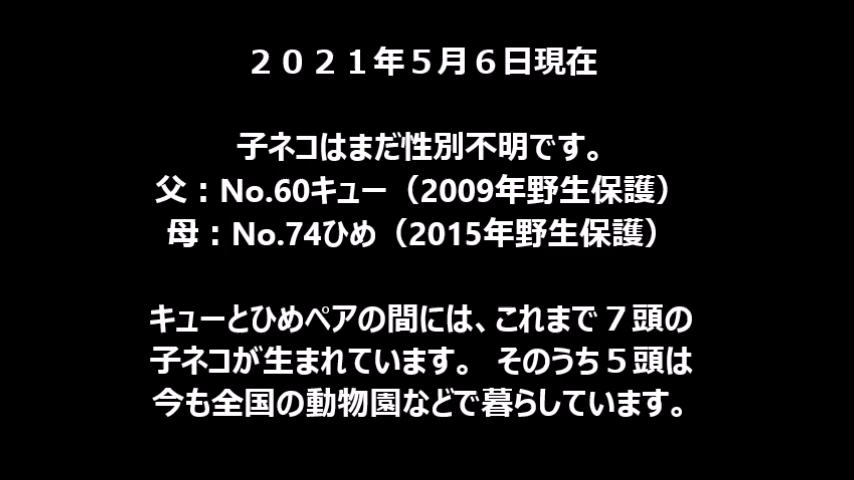 ２０２１年５月６日現在
子ネコはまだ性別不明です。
父：No.60キュー（2009年野生保護）
母：No.74ひめ（2015年野生保護）
キューとひめペアの間には、これまで７頭の
子ネコが生まれています。 そのうち５頭は
今も全国の動物園などで暮らしています。